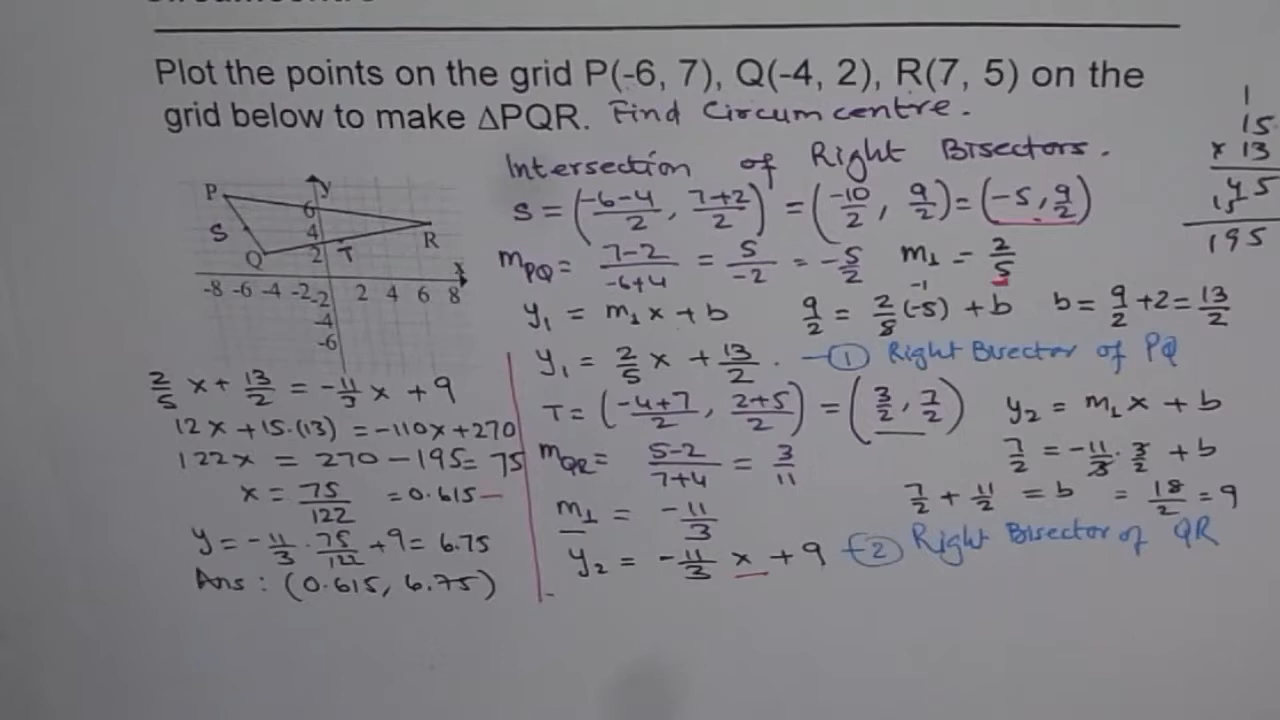 Plot the points on the grid P(-6, 7), Q(-4, 2), R(7, 5) on the
grid below to make ΔPQR. Find Circumcentre.
Intersection of Right Bisectors.
S = (-6-4/2, 7+2/2) = (-10/2, 9/2) = (-5, 9/2)
m_PQ = 7-2/-6+4 = 5/-2 = -5/2 m⊥ = 2/5
y₁ = m⊥x + b 9/2 = 2/5(-5) + b b = 9/2 + 2 = 13/2
y₁ = 2/5 x + 13/2. —① Right Bisector of PQ
T = (-4+7/2, 2+5/2) = (3/2, 7/2) y₂ = m⊥x + b
m_QR = 5-2/7+4 = 3/11 7/2 = -11/3 · 3/2 + b
7/2 + 11/2 = b = 18/2 = 9
m⊥ = -11/3
y₂ = -11/3 x + 9 —② Right Bisector of QR
1
15
x 13
45
15
195
P y
6
S 4 R
Q 2 T
x
-8 -6 -4 -2 2 4 6 8
-2
-4
-6
2/5 x + 13/2 = -11/3 x + 9
12x + 15·(13) = -110x + 270
122x = 270 - 195 = 75
x = 75/122 = 0.615
y = -11/3 · 75/122 + 9 = 6.75
Ans : (0.615, 6.75)